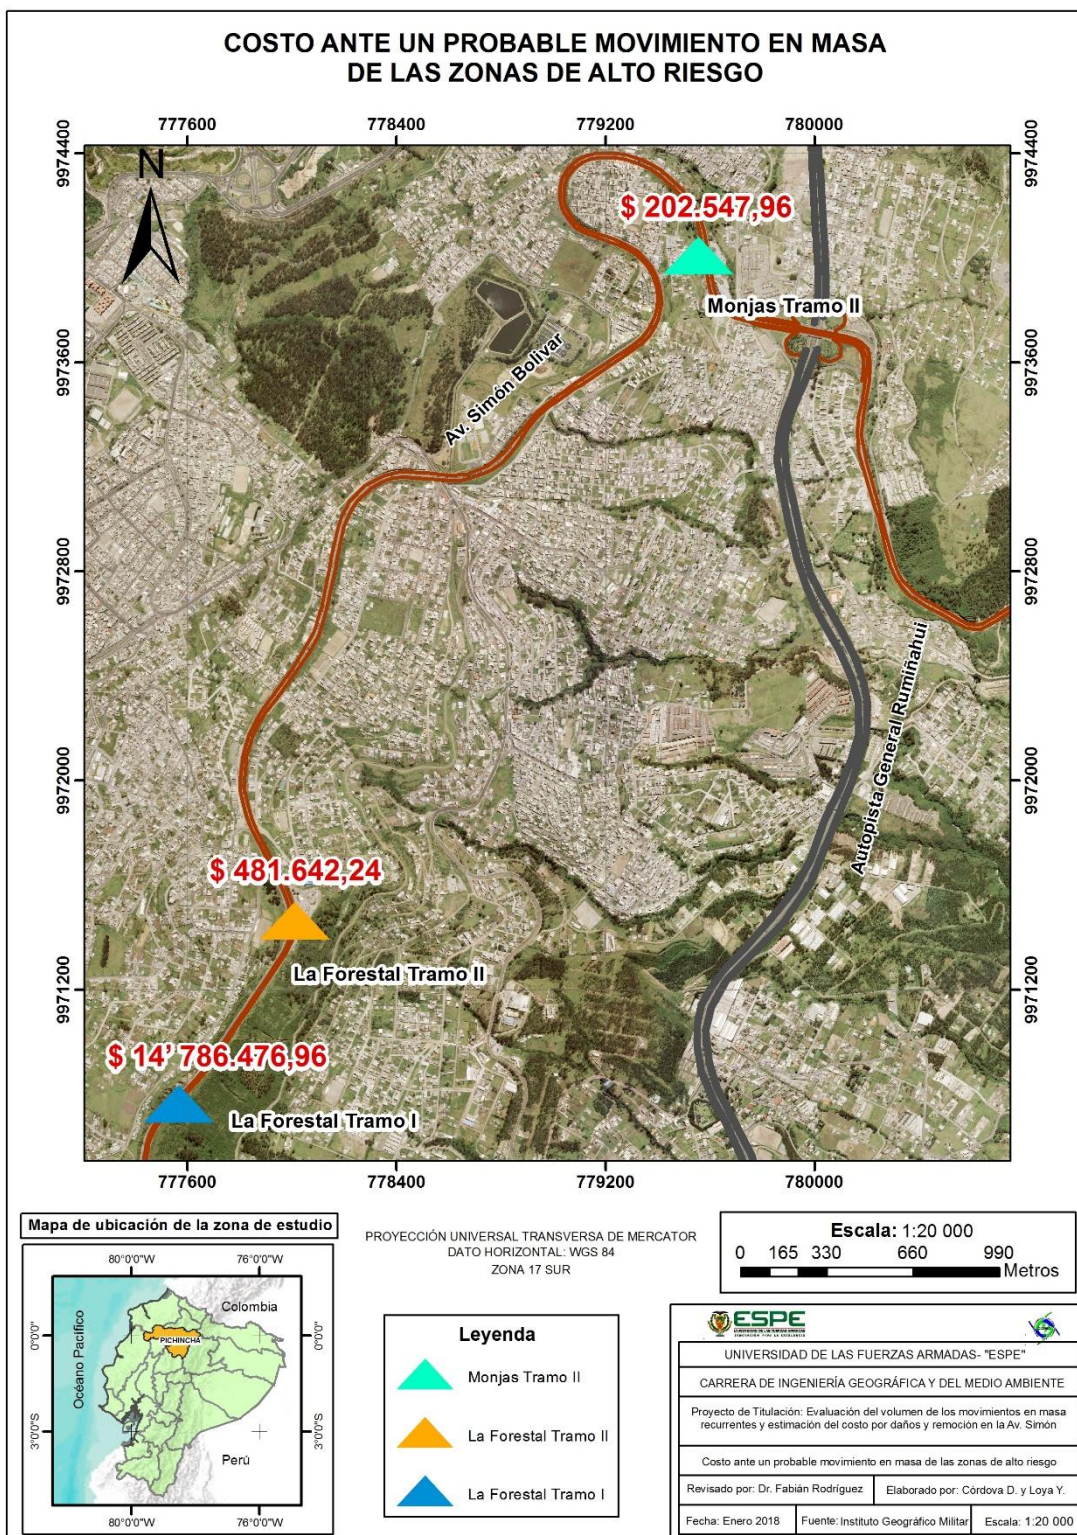 COSTO ANTE UN PROBABLE MOVIMIENTO EN MASA
DE LAS ZONAS DE ALTO RIESGO
777600 778400 779200 780000
9974400 9974400
N
$ 202.547,96
Monjas Tramo II
9973600 9973600
Av. Simón Bolivar
9972800 9972800
Autopista General Rumiñahui
9972000 9972000
$ 481.642,24
La Forestal Tramo II
9971200 9971200
$ 14' 786.476,96
La Forestal Tramo I
777600 778400 779200 780000
Mapa de ubicación de la zona de estudio
80°0'0"W 76°0'0"W
Océano Pacífico
Colombia
0°0'0" 0°0'0"
PICHINCHA
3°0'0"S 3°0'0"S
Perú
80°0'0"W 76°0'0"W
PROYECCIÓN UNIVERSAL TRANSVERSA DE MERCATOR
DATO HORIZONTAL: WGS 84
ZONA 17 SUR
Leyenda
Monjas Tramo II
La Forestal Tramo II
La Forestal Tramo I
Escala: 1:20 000
0 165 330 660 990
Metros
ESPE
UNIVERSIDAD DE LAS FUERZAS ARMADAS- "ESPE"
CARRERA DE INGENIERÍA GEOGRÁFICA Y DEL MEDIO AMBIENTE
Proyecto de Titulación: Evaluación del volumen de los movimientos en masa
recurrentes y estimación del costo por daños y remoción en la Av. Simón
Costo ante un probable movimiento en masa de las zonas de alto riesgo
Revisado por: Dr. Fabián Rodríguez Elaborado por: Córdova D. y Loya Y.
Fecha: Enero 2018 Fuente: Instituto Geográfico Militar Escala: 1:20 000